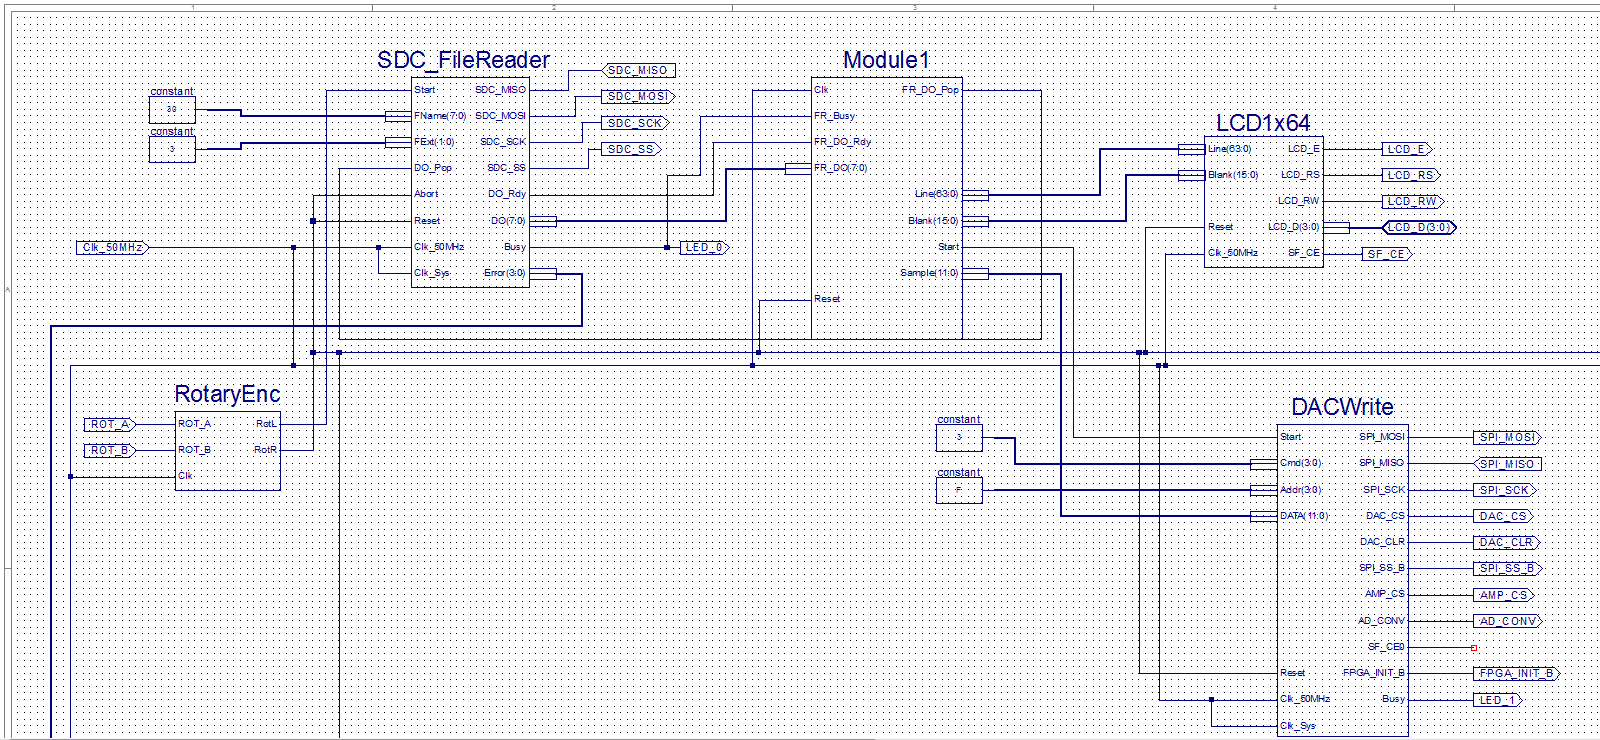 1 2 3 4
A
SDC_FileReader
Start SDC_MISO
FName(7:0) SDC_MOSI
FExt(1:0) SDC_SCK
DO_Pop SDC_SS
Abort DO_Rdy
Reset DO(7:0)
Clk_50MHz Busy
Clk_Sys Error(3:0)
constant
30
constant
3
Clk_50MHz
SDC_MISO
SDC_MOSI
SDC_SCK
SDC_SS
LED_0
Module1
Clk FR_DO_Pop
FR_Busy
FR_DO_Rdy
FR_DO(7:0)
Line(63:0)
Blank(15:0)
Start
Sample(11:0)
Reset
LCD1x64
Line(63:0) LCD_E
Blank(15:0) LCD_RS
LCD_RW
Reset LCD_D(3:0)
Clk_50MHz SF_CE
LCD_E
LCD_RS
LCD_RW
LCD_D(3:0)
SF_CE
RotaryEnc
ROT_A ROT_A RotL
ROT_B ROT_B RotR
Clk
constant
3
constant
F
DACWrite
Start SPI_MOSI
Cmd(3:0) SPI_MISO
Addr(3:0) SPI_SCK
DATA(11:0) DAC_CS
DAC_CLR
SPI_SS_B
AMP_CS
AD_CONV
SF_CE0
Reset FPGA_INIT_B
Clk_50MHz Busy
Clk_Sys
SPI_MOSI
SPI_MISO
SPI_SCK
DAC_CS
DAC_CLR
SPI_SS_B
AMP_CS
AD_CONV
FPGA_INIT_B
LED_1